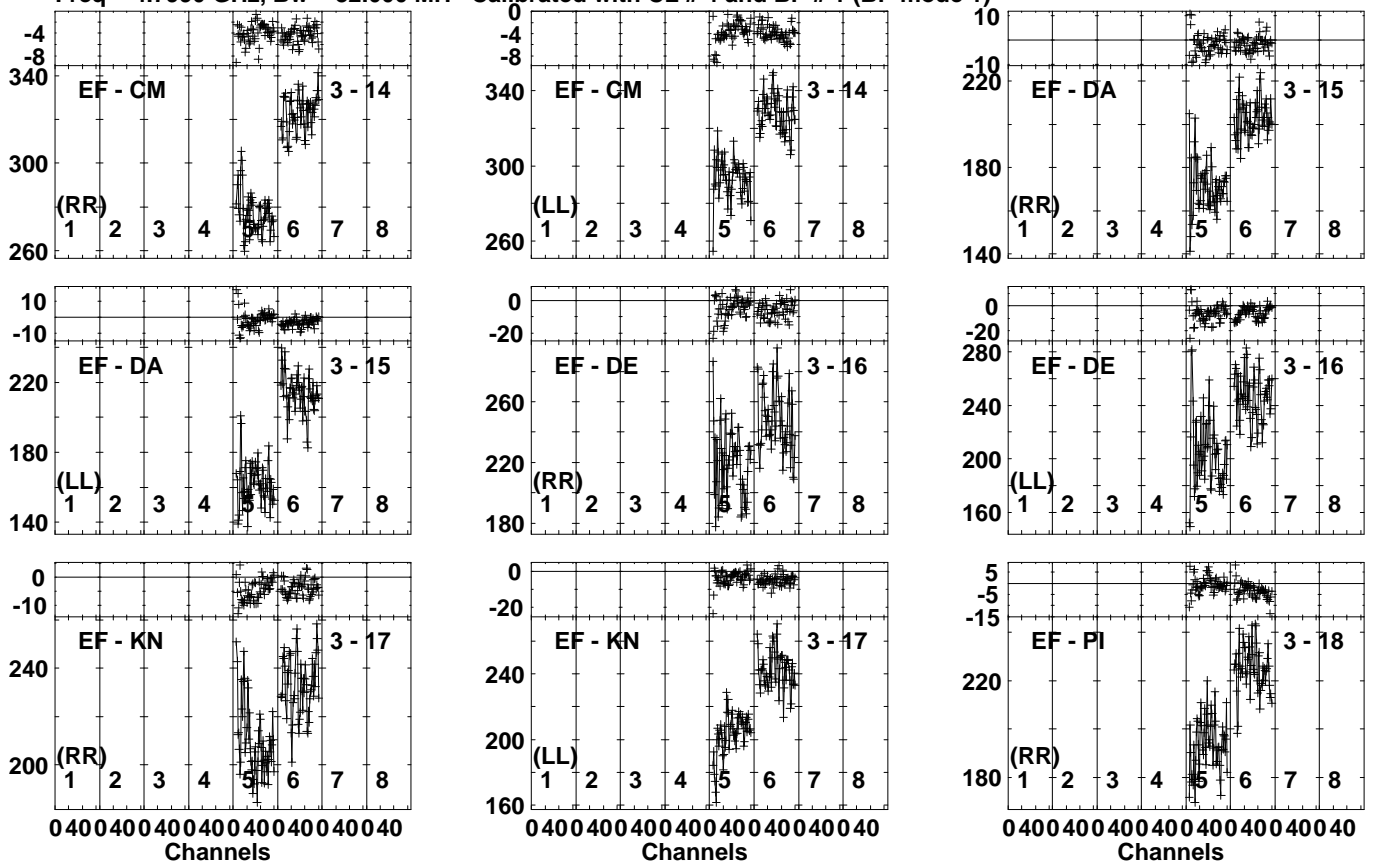 0 10
-4 -4
-8 -8 -10
340 EF - CM 3 - 14 340 EF - CM 3 - 14 220 EF - DA 3 - 15
300 300 180
(RR) (LL) (RR)
1 2 3 4 5 6 7 8 1 2 3 4 5 6 7 8 1 2 3 4 5 6 7 8
260 260 140
10 0 0
-10 -20 -20
220 EF - DA 3 - 15 260 EF - DE 3 - 16 280 EF - DE 3 - 16
240
180 220 200
(LL) (RR) (LL)
1 2 3 4 5 6 7 8 1 2 3 4 5 6 7 8 1 2 3 4 5 6 7 8
140 180 160
0 0 5
-10 -20 -5
-15
240 EF - KN 3 - 17 280 EF - KN 3 - 17 220 EF - PI 3 - 18
240
200 200 180
(RR) (LL) (RR)
1 2 3 4 5 6 7 8 1 2 3 4 5 6 7 8 1 2 3 4 5 6 7 8
160
0 40 0 40 0 40 0 40 0 40 0 40 0 40 0 40 0 40 0 40 0 40 0 40 0 40 0 40 0 40 0 40 0 40 0 40 0 40 0 40 0 40 0 40 0 40 0 40
Channels Channels Channels